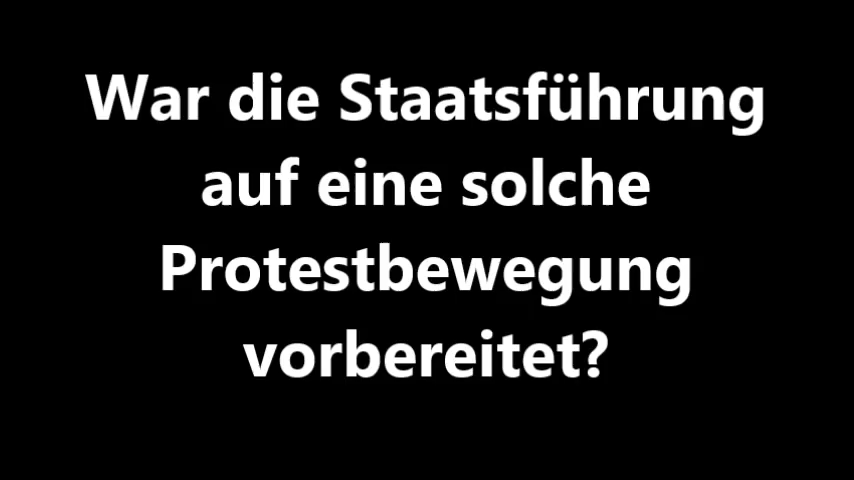 War die Staatsführung
auf eine solche
Protestbewegung
vorbereitet?